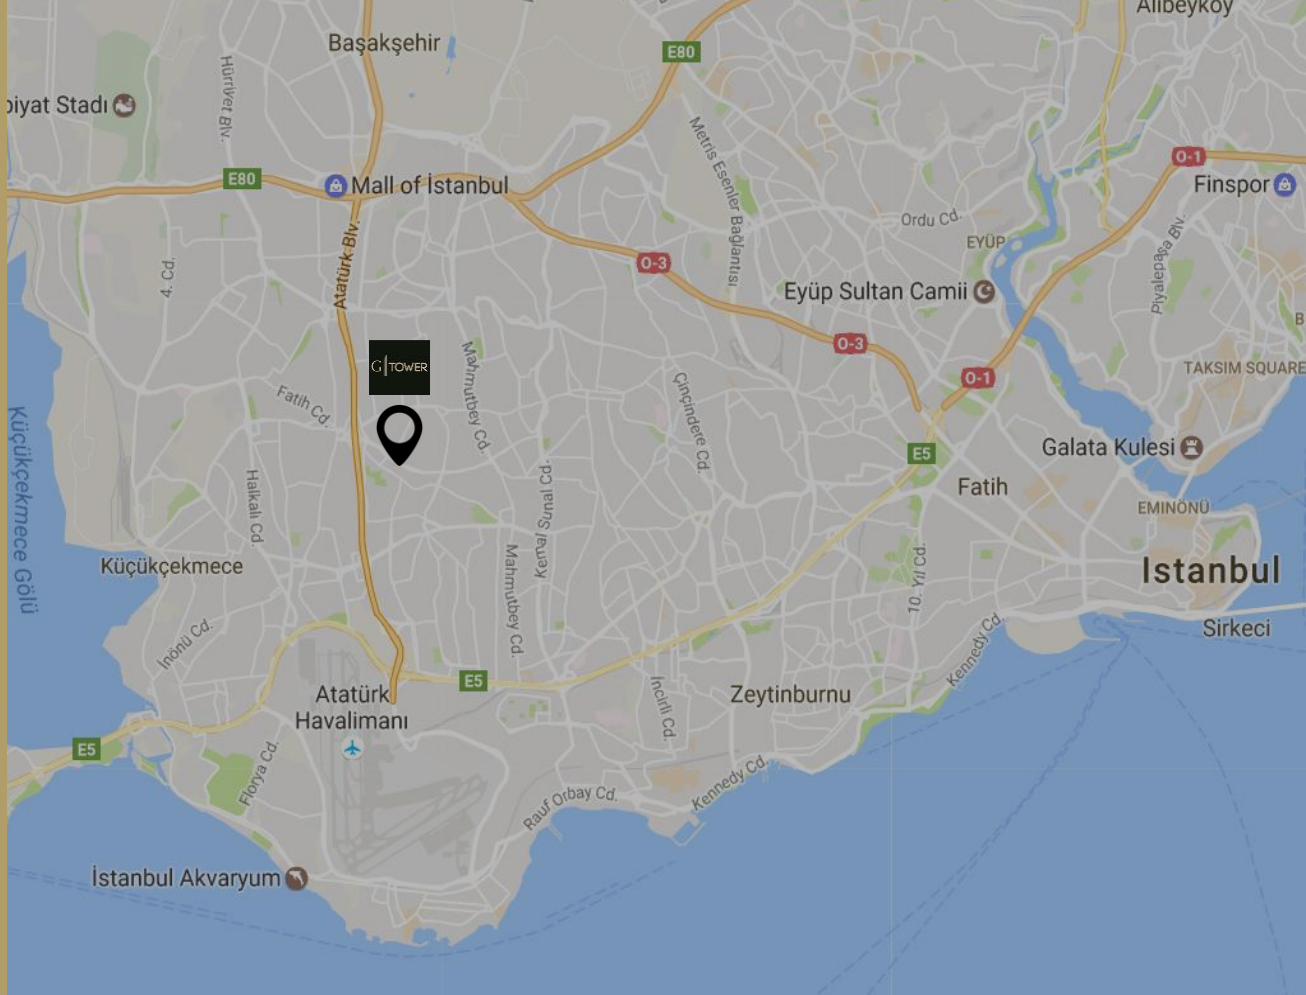 Alibeyköy
Başakşehir
E80
biyat Stadı
Hürriyet Blv.
Metris Esenler Bağlantısı
O-1
E80
Mall of İstanbul
Finspor
Ordu Cd.
EYÜP
Piyalepaşa Blv.
Atatürk Blv.
4. Cd.
O-3
Eyüp Sultan Camii
B
O-3
G TOWER
Mahmutbey Cd.
TAKSIM SQUARE
O-1
Çinçindere Cd.
Fatih Cd.
Küçükçekmece Gölü
Galata Kulesi
E5
Halkalı Cd.
Kemal Sunal Cd.
Fatih
EMINÖNÜ
Küçükçekmece
Mahmutbey Cd.
10. Yıl Cd.
Istanbul
İnönü Cd.
Kennedy Cd.
Sirkeci
E5
Atatürk
Havalimanı
İncirli Cd.
Zeytinburnu
E5
Florya Cd.
Kennedy Cd.
Rauf Orbay Cd.
İstanbul Akvaryum